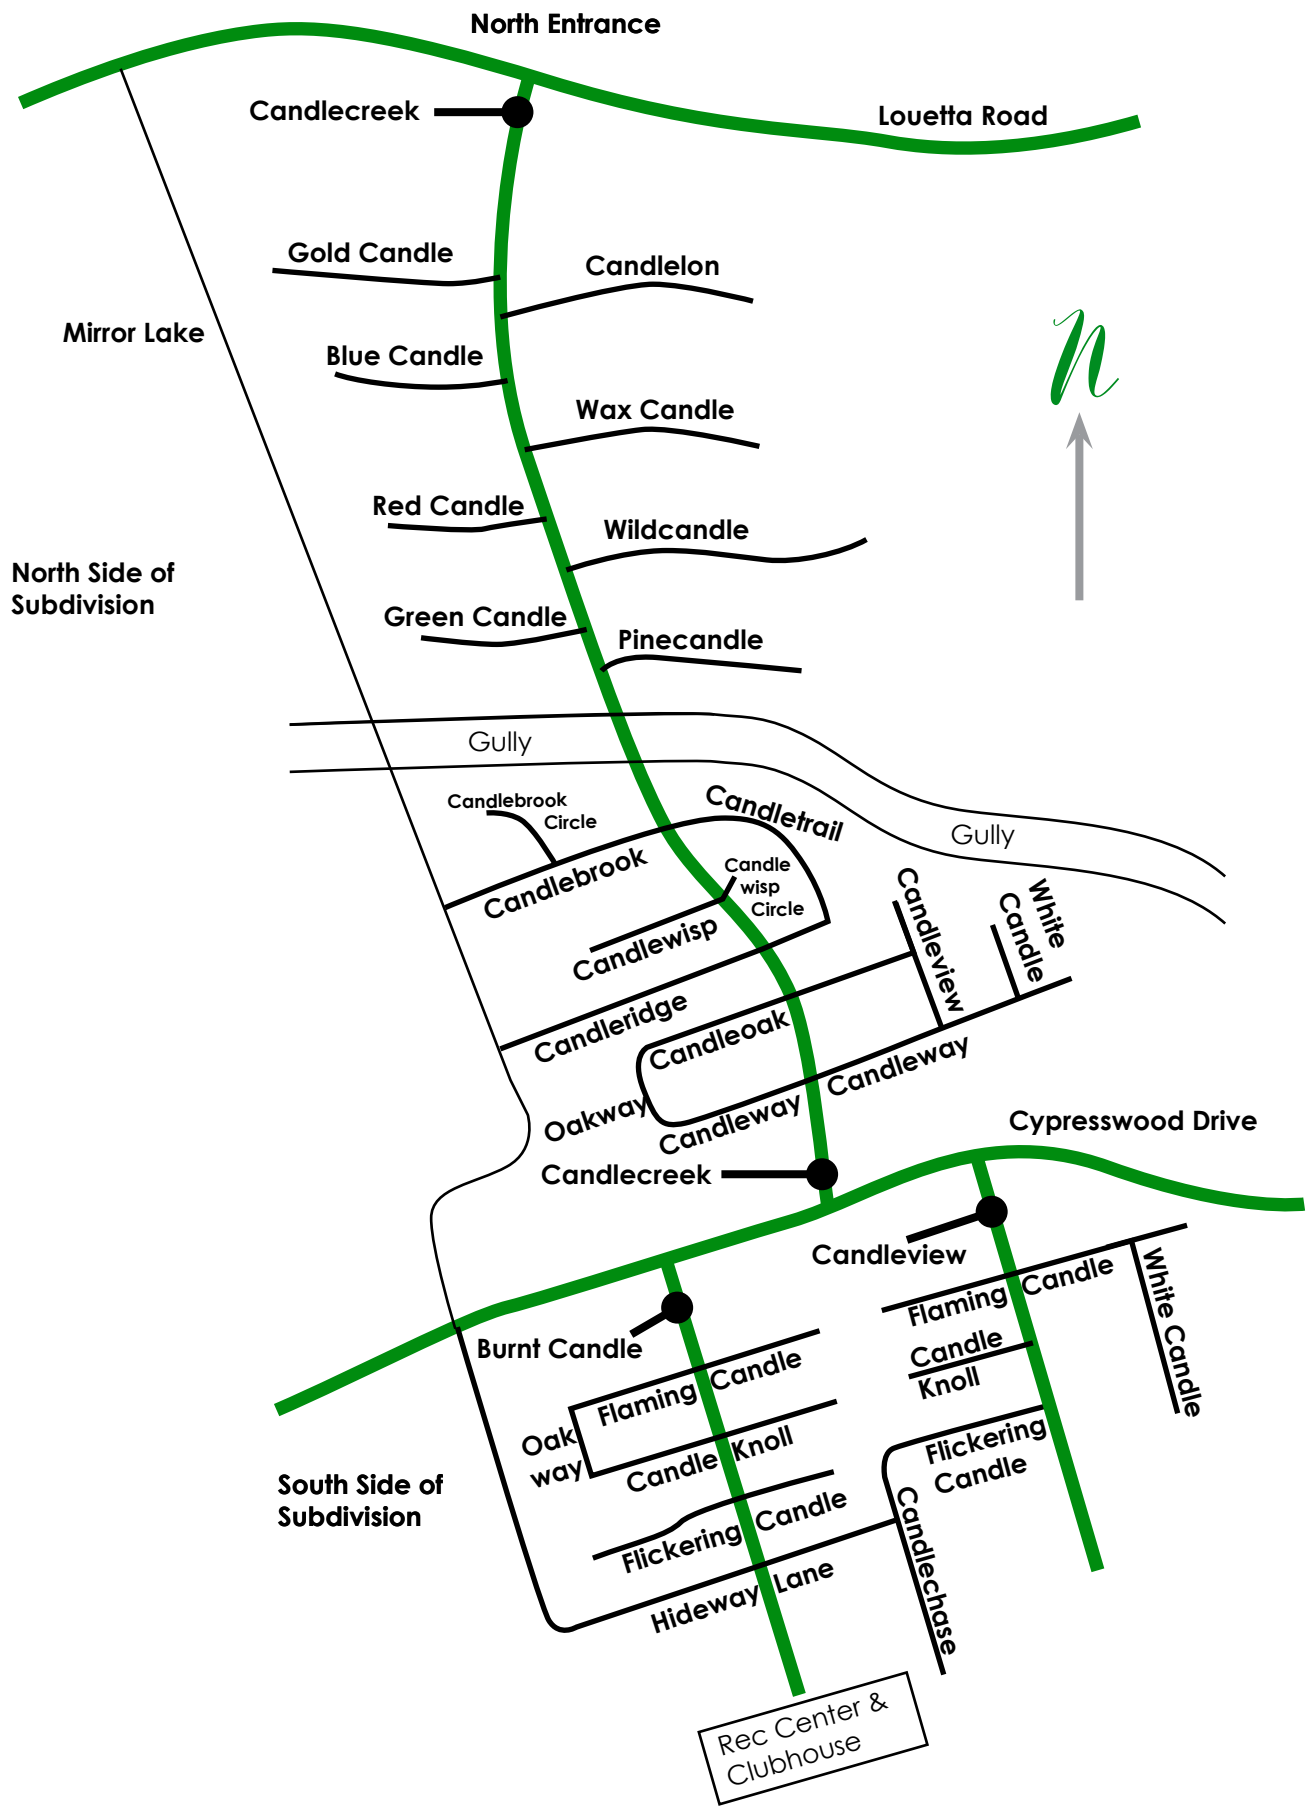 North Entrance
Candlecreek
Louetta Road
Gold Candle
Candlelon
Mirror Lake
Blue Candle
N
Wax Candle
Red Candle
Wildcandle
North Side of
Subdivision
Green Candle
Pinecandle
Gully
Candlebrook
Circle
Candletrail
Gully
Candlebrook
Candle
wisp
Circle
Candlewisp
Candleview
White
Candle
Candleridge
Candleoak
Oakway
Candleway
Candleway
Cypresswood Drive
Candlecreek
Candleview
Burnt Candle
Flaming Candle
White Candle
Candle
Knoll
Flaming Candle
Oak
way
Candle Knoll
Flickering
Candle
South Side of
Subdivision
Flickering Candle
Candlechase
Hideway Lane
Rec Center &
Clubhouse